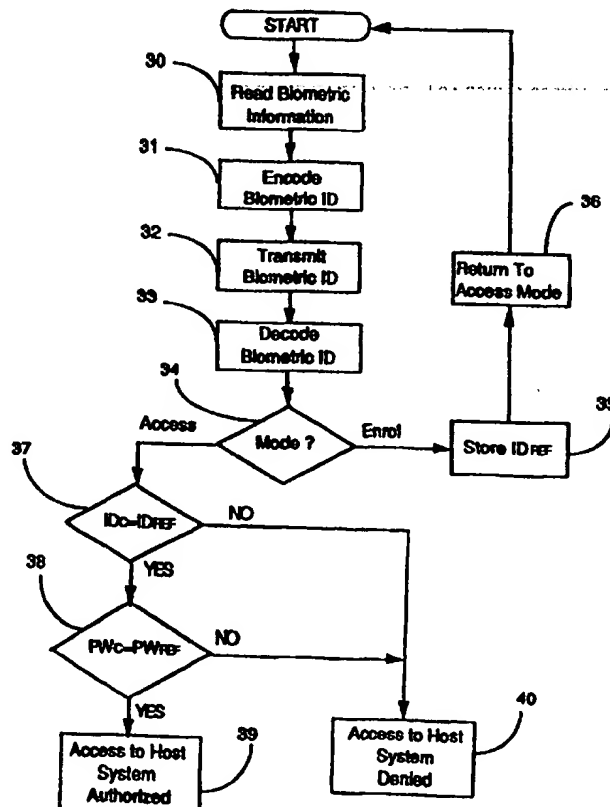 START
30
Read Biometric
Information
31
Encode
Biometric ID
32
Transmit
Biometric ID
36
Return To
Access Mode
33
Decode
Biometric ID
34
Mode ?
Access
Enrol
Store IDREF
37
IDC=IDREF
NO
YES
38
PWC=PWREF
NO
YES
Access to Host
System
Authorized
39
Access to Host
System
Denied
40